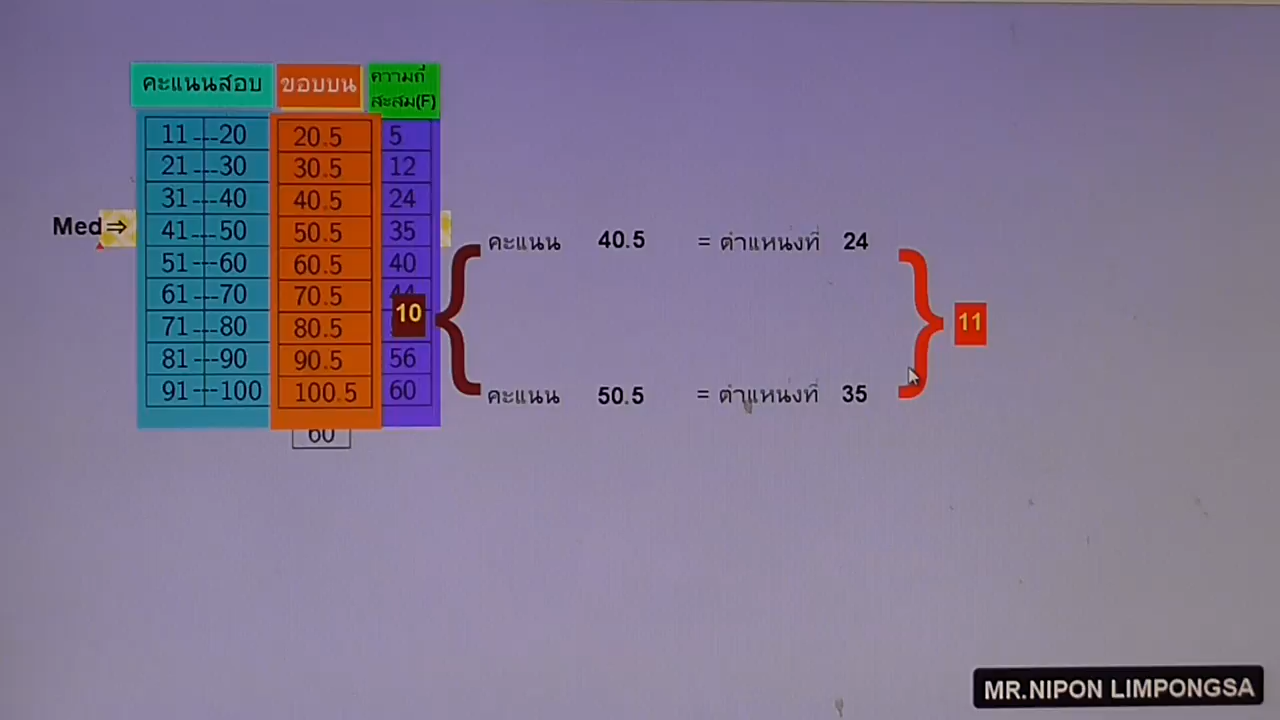 คะแนนสอบ ขอบบน ความถี่
สะสม(F)
11---20 20.5 5
21---30 30.5 12
31---40 40.5 24
Med⇒ 41---50 50.5 35
51---60 60.5 40
61---70 70.5 44
71---80 80.5
81---90 90.5 56
91---100 100.5 60
60
คะแนน 40.5 = ตำแหน่งที่ 24
10 11
คะแนน 50.5 = ตำแหน่งที่ 35
MR.NIPON LIMPONGSA